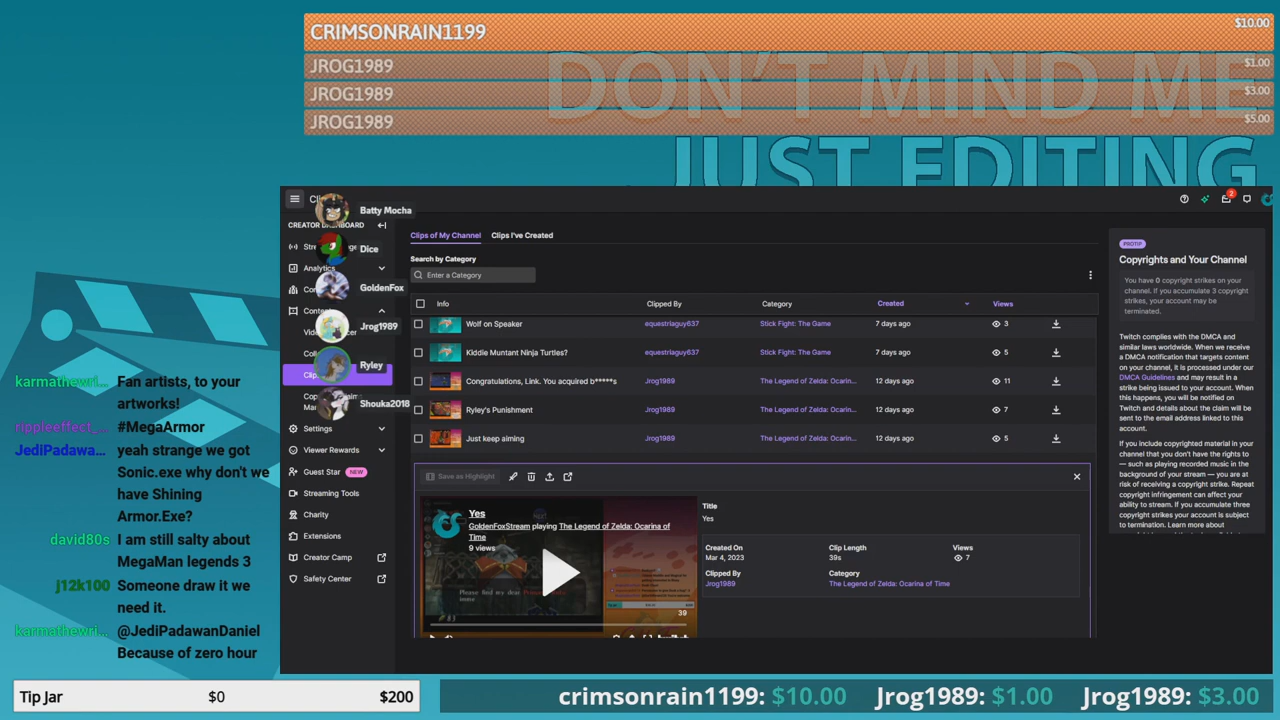 CRIMSONRAIN1199 $10.00
JROG1989 $1.00
JROG1989 $3.00
JROG1989 $5.00
DON'T MIND ME
JUST EDITING
Batty Mocha
Dice
GoldenFox
Jrog1989
Ryley
Shouka2018
CREATOR DASHBOARD
Analytics
Settings
Viewer Rewards
Guest Star NEW
Streaming Tools
Charity
Extensions
Creator Camp
Safety Center
Clips of My Channel Clips I've Created
Search by Category
Enter a Category
Info Clipped By Category Created Views
Wolf on Speaker equestriaguy637 Stick Fight: The Game 7 days ago 3
Kiddie Muntant Ninja Turtles? equestriaguy637 Stick Fight: The Game 7 days ago 5
Congratulations, Link. You acquired b*****s Jrog1989 The Legend of Zelda: Ocarin... 12 days ago 11
Ryley's Punishment Jrog1989 The Legend of Zelda: Ocarin... 12 days ago 7
Just keep aiming Jrog1989 The Legend of Zelda: Ocarin... 12 days ago 5
Save as Highlight
Yes
GoldenFoxStream playing The Legend of Zelda: Ocarina of
Time
9 views
39
Title
Yes
Created On Clip Length Views
Mar 4, 2023 39s 7
Clipped By Category
Jrog1989 The Legend of Zelda: Ocarina of Time
2
PROTIP
Copyrights and Your Channel
You have 0 copyright strikes on your
channel. If you accumulate 3 copyright
strikes, your account may be
terminated.
Twitch complies with the DMCA and
similar laws worldwide. When we receive
a DMCA notification that targets content
on your channel, it is processed under our
DMCA Guidelines and may result in a
strike being issued to your account. When
this happens, you will be notified on
Twitch and details about the claim will be
sent to the email address linked to this
account.
If you include copyrighted material in
your channel that you don't have the rights to
— such as playing recorded music in the
background of your stream — you are at
risk of receiving a copyright strike. Repeat
copyright infringement can affect your
ability to stream. If you accumulate three
copyright strikes your account is subject
to termination. Learn more about
karmathewri... Fan artists, to your
artworks!
rippleeffect_... #MegaArmor
JediPadawa... yeah strange we got
Sonic.exe why don't we
have Shining
Armor.Exe?
david80s I am still salty about
MegaMan legends 3
j12k100 Someone draw it we
need it.
karmathewri... @JediPadawanDaniel
Because of zero hour
Tip Jar $0 $200
crimsonrain1199: $10.00 Jrog1989: $1.00 Jrog1989: $3.00